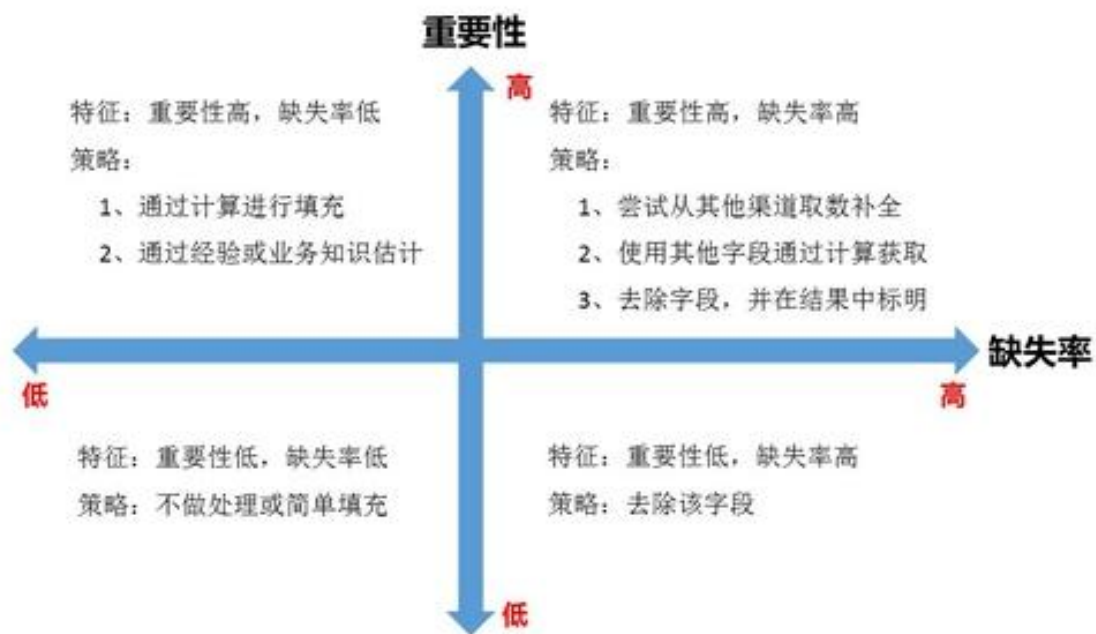 重要性
高
特征：重要性高，缺失率低
策略：
1、通过计算进行填充
2、通过经验或业务知识估计
特征：重要性高，缺失率高
策略：
1、尝试从其他渠道取数补全
2、使用其他字段通过计算获取
3、去除字段，并在结果中标明
缺失率
低
高
特征：重要性低，缺失率低
策略：不做处理或简单填充
特征：重要性低，缺失率高
策略：去除该字段
低